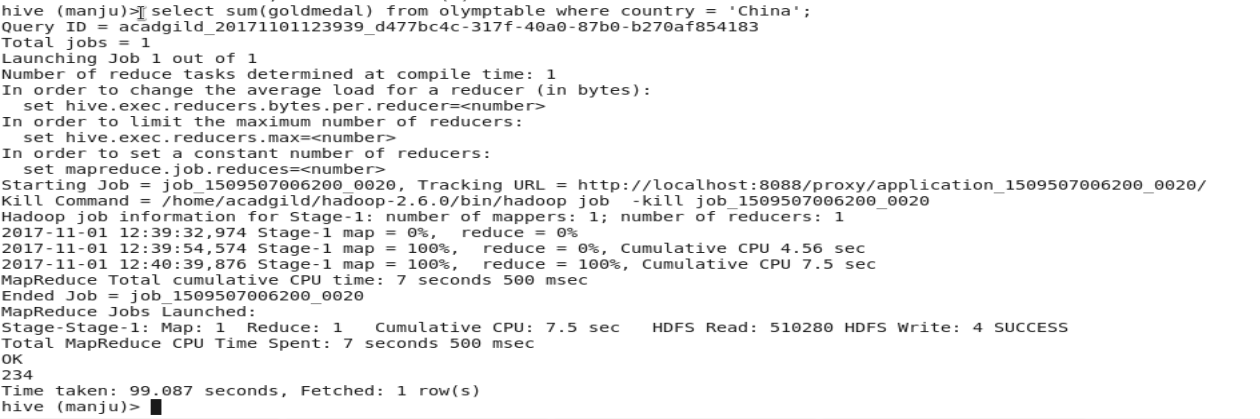 hive (manju)> select sum(goldmedal) from olymptable where country = 'China';
Query ID = acadgild_20171101123939_d477bc4c-317f-40a0-87b0-b270af854183
Total jobs = 1
Launching Job 1 out of 1
Number of reduce tasks determined at compile time: 1
In order to change the average load for a reducer (in bytes):
  set hive.exec.reducers.bytes.per.reducer=<number>
In order to limit the maximum number of reducers:
  set hive.exec.reducers.max=<number>
In order to set a constant number of reducers:
  set mapreduce.job.reduces=<number>
Starting Job = job_1509507006200_0020, Tracking URL = http://localhost:8088/proxy/application_1509507006200_0020/
Kill Command = /home/acadgild/hadoop-2.6.0/bin/hadoop job  -kill job_1509507006200_0020
Hadoop job information for Stage-1: number of mappers: 1; number of reducers: 1
2017-11-01 12:39:32,974 Stage-1 map = 0%,  reduce = 0%
2017-11-01 12:39:54,574 Stage-1 map = 100%,  reduce = 0%, Cumulative CPU 4.56 sec
2017-11-01 12:40:39,876 Stage-1 map = 100%,  reduce = 100%, Cumulative CPU 7.5 sec
MapReduce Total cumulative CPU time: 7 seconds 500 msec
Ended Job = job_1509507006200_0020
MapReduce Jobs Launched:
Stage-Stage-1: Map: 1  Reduce: 1   Cumulative CPU: 7.5 sec   HDFS Read: 510280 HDFS Write: 4 SUCCESS
Total MapReduce CPU Time Spent: 7 seconds 500 msec
OK
234
Time taken: 99.087 seconds, Fetched: 1 row(s)
hive (manju)>